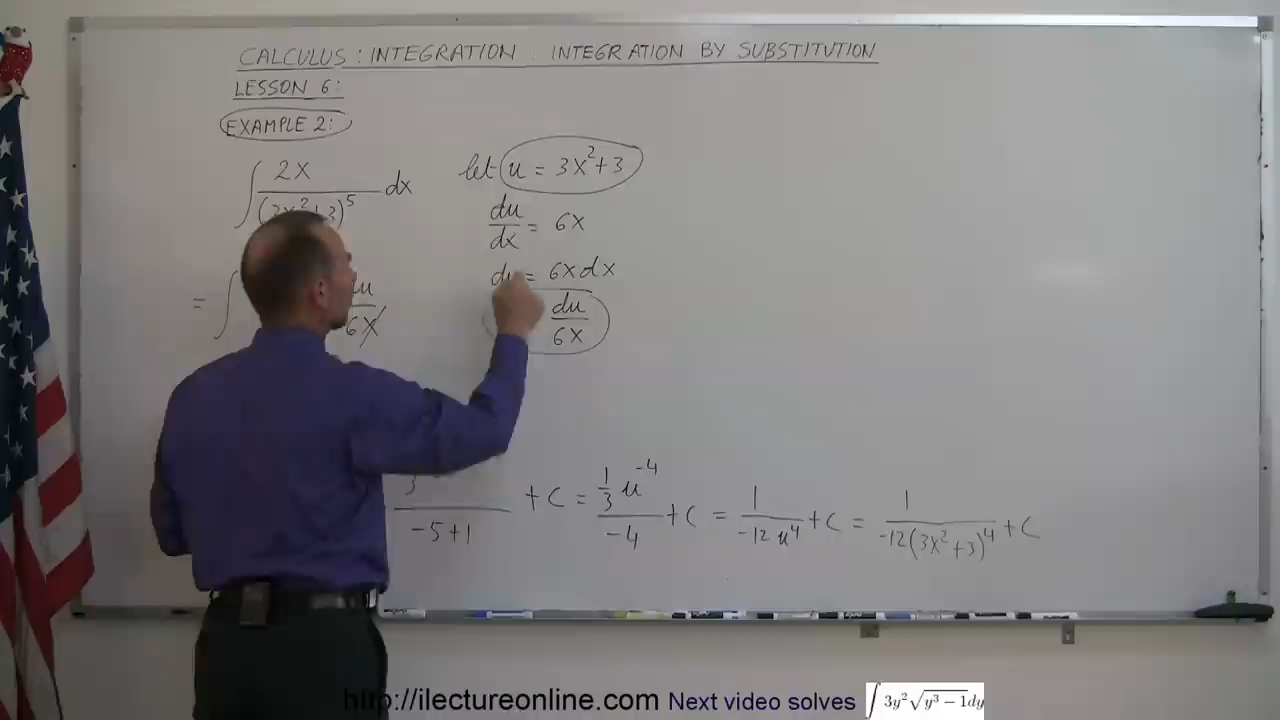 CALCULUS : INTEGRATION : INTEGRATION BY SUBSTITUTION
LESSON 6:
EXAMPLE 2:
∫ 2X / (3X² + 3)⁵ dx
let u = 3X² + 3
du/dx = 6X
du = 6X dX
du/6X
= ∫ du/6X
3 / -5+1 + C = 1/3 u⁻⁴ / -4 + C = 1 / -12 u⁴ + C = 1 / -12(3X² + 3)⁴ + C
http://ilectureonline.com Next video solves ∫ 3y²√(y³ − 1)dy